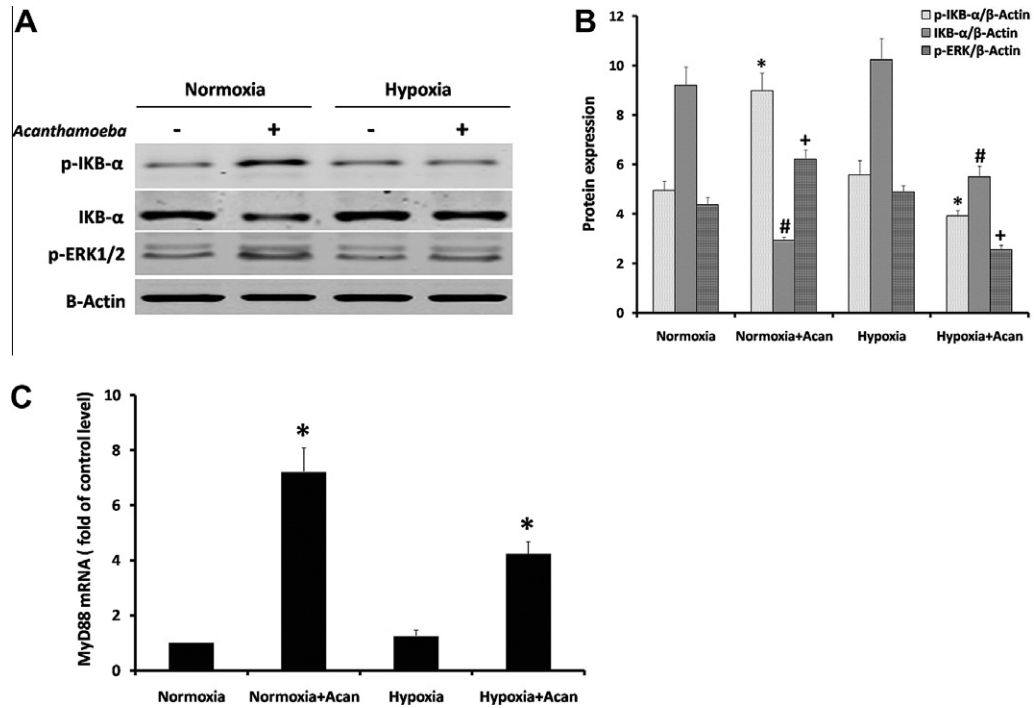 A
Normoxia Hypoxia
Acanthamoeba - + - +
p-IKB-α
IKB-α
p-ERK1/2
B-Actin
B
p-IKB-α/β-Actin
IKB-α/β-Actin
p-ERK/β-Actin
Protein expression
12
10
8
6
4
2
0
* # + * # +
Normoxia Normoxia+Acan Hypoxia Hypoxia+Acan
C
MyD88 mRNA ( fold of control level)
10
8
6
4
2
0
* *
Normoxia Normoxia+Acan Hypoxia Hypoxia+Acan